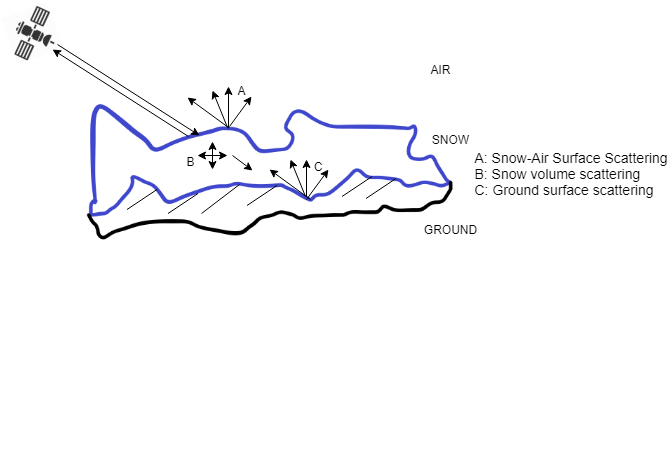 A
AIR
SNOW
B
C
A: Snow-Air Surface Scattering
B: Snow volume scattering
C: Ground surface scattering
GROUND